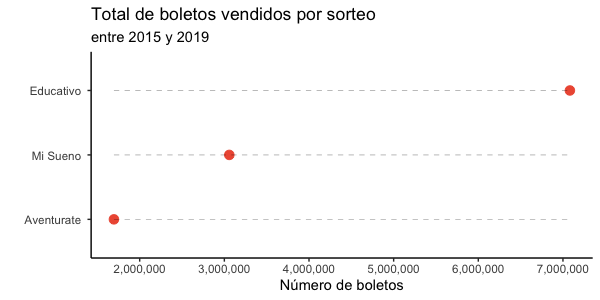 Total de boletos vendidos por sorteo
entre 2015 y 2019
Educativo
Mi Sueno
Aventurate
2,000,000 3,000,000 4,000,000 5,000,000 6,000,000 7,000,000
Número de boletos